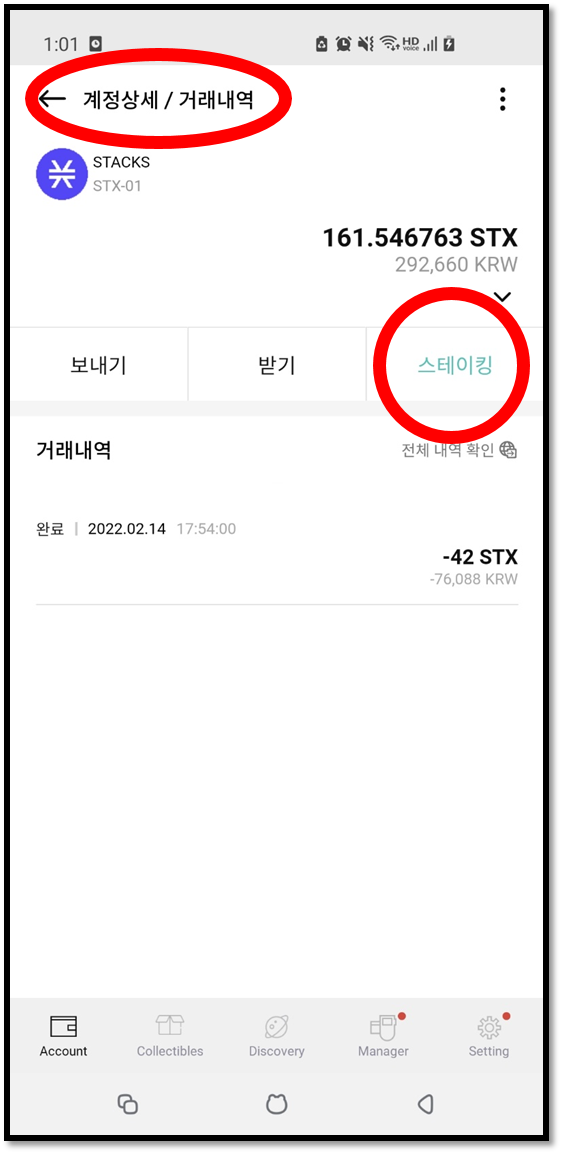 1:01 HD voice
계정상세 / 거래내역
STACKS
STX-01
161.546763 STX
292,660 KRW
보내기 받기 스테이킹
거래내역 전체 내역 확인
완료 | 2022.02.14 17:54:00
-42 STX
-76,088 KRW
Account Collectibles Discovery Manager Setting